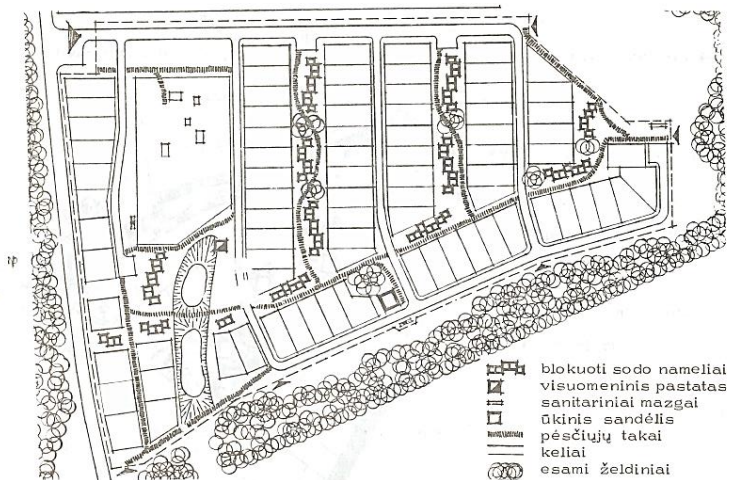 blokuoti sodo nameliai
visuomeninis pastatas
sanitariniai mazgai
ūkinis sandėlis
pėsčiųjų takai
keliai
esami želdiniai